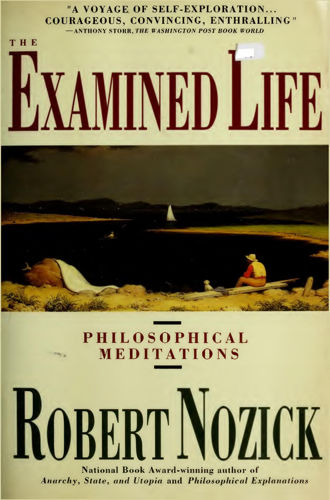 "A VOYAGE OF SELF-EXPLORATION...
COURAGEOUS, CONVINCING, ENTHRALLING"
—ANTHONY STORR, THE WASHINGTON POST BOOK WORLD
THE
EXAMINED LIFE
PHILOSOPHICAL
MEDITATIONS
ROBERT NOZICK
National Book Award-winning author of
Anarchy, State, and Utopia and Philosophical Explanations